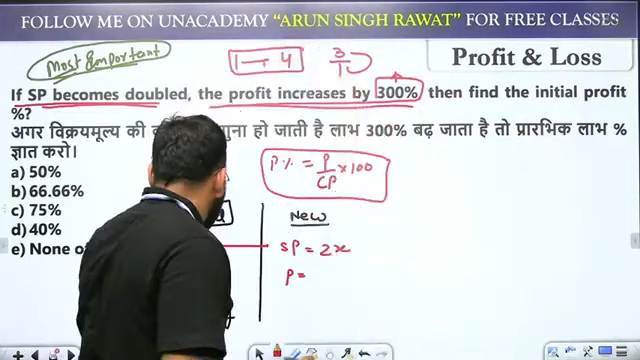 FOLLOW ME ON UNACADEMY “ARUN SINGH RAWAT” FOR FREE CLASSES
Most Important
1 → 4
3/1
Profit & Loss
If SP becomes doubled, the profit increases by 300% then find the initial profit
%?
अगर विक्रयमूल्य की गुना हो जाती है लाभ 300% बढ़ जाता है तो प्रारभिक लाभ %
ज्ञात करो।
a) 50%
b) 66.66%
c) 75%
d) 40%
e) None
P% = P/CP × 100
New
SP = 2x
P =